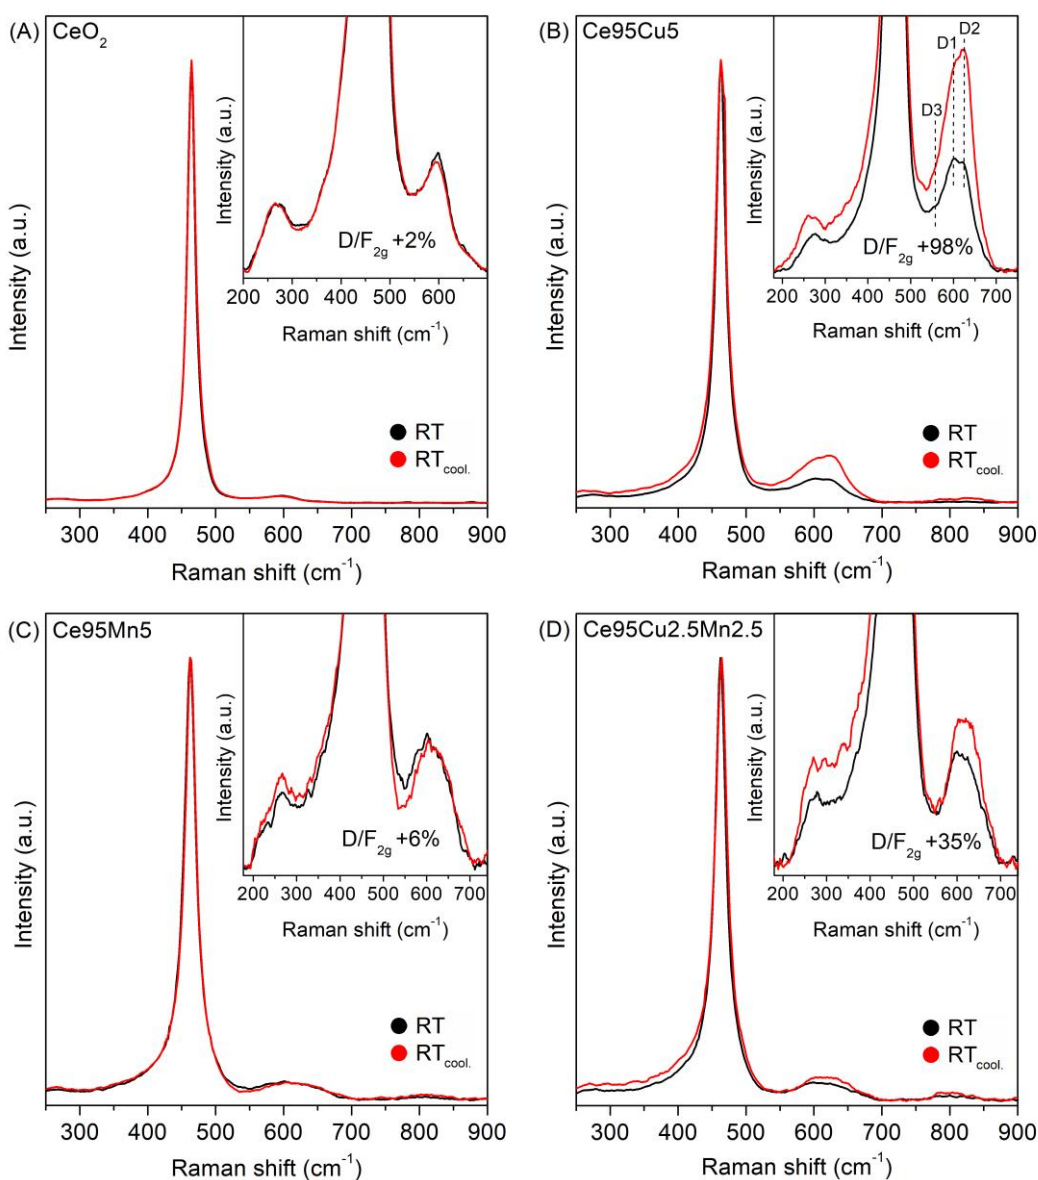 (A) CeO2
Intensity (a.u.)
Intensity (a.u.)
D/F2g +2%
200 300 400 500 600
Raman shift (cm-1)
RT
RTcool.
300 400 500 600 700 800 900
Raman shift (cm-1)
(B) Ce95Cu5
Intensity (a.u.)
Intensity (a.u.)
D1 D2
D3
D/F2g +98%
200 300 400 500 600 700
Raman shift (cm-1)
RT
RTcool.
300 400 500 600 700 800 900
Raman shift (cm-1)
(C) Ce95Mn5
Intensity (a.u.)
Intensity (a.u.)
D/F2g +6%
200 300 400 500 600 700
Raman shift (cm-1)
RT
RTcool.
300 400 500 600 700 800 900
Raman shift (cm-1)
(D) Ce95Cu2.5Mn2.5
Intensity (a.u.)
Intensity (a.u.)
D/F2g +35%
200 300 400 500 600 700
Raman shift (cm-1)
RT
RTcool.
300 400 500 600 700 800 900
Raman shift (cm-1)